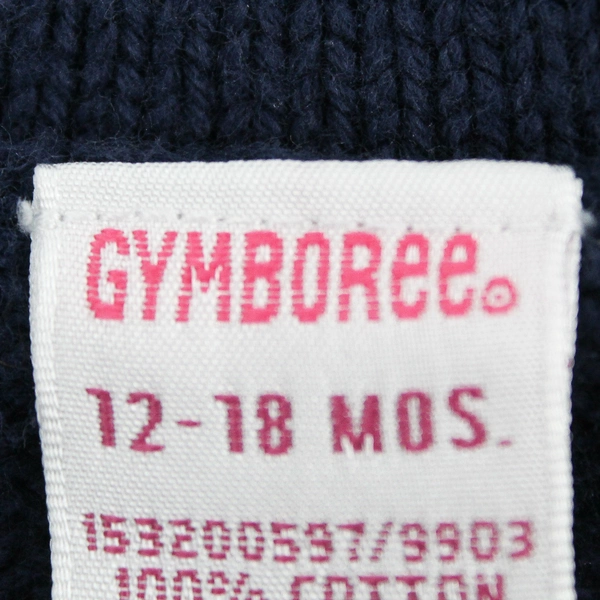 GYMBOREE®
12-18 MOS.
153200597/9903
100% COTTON